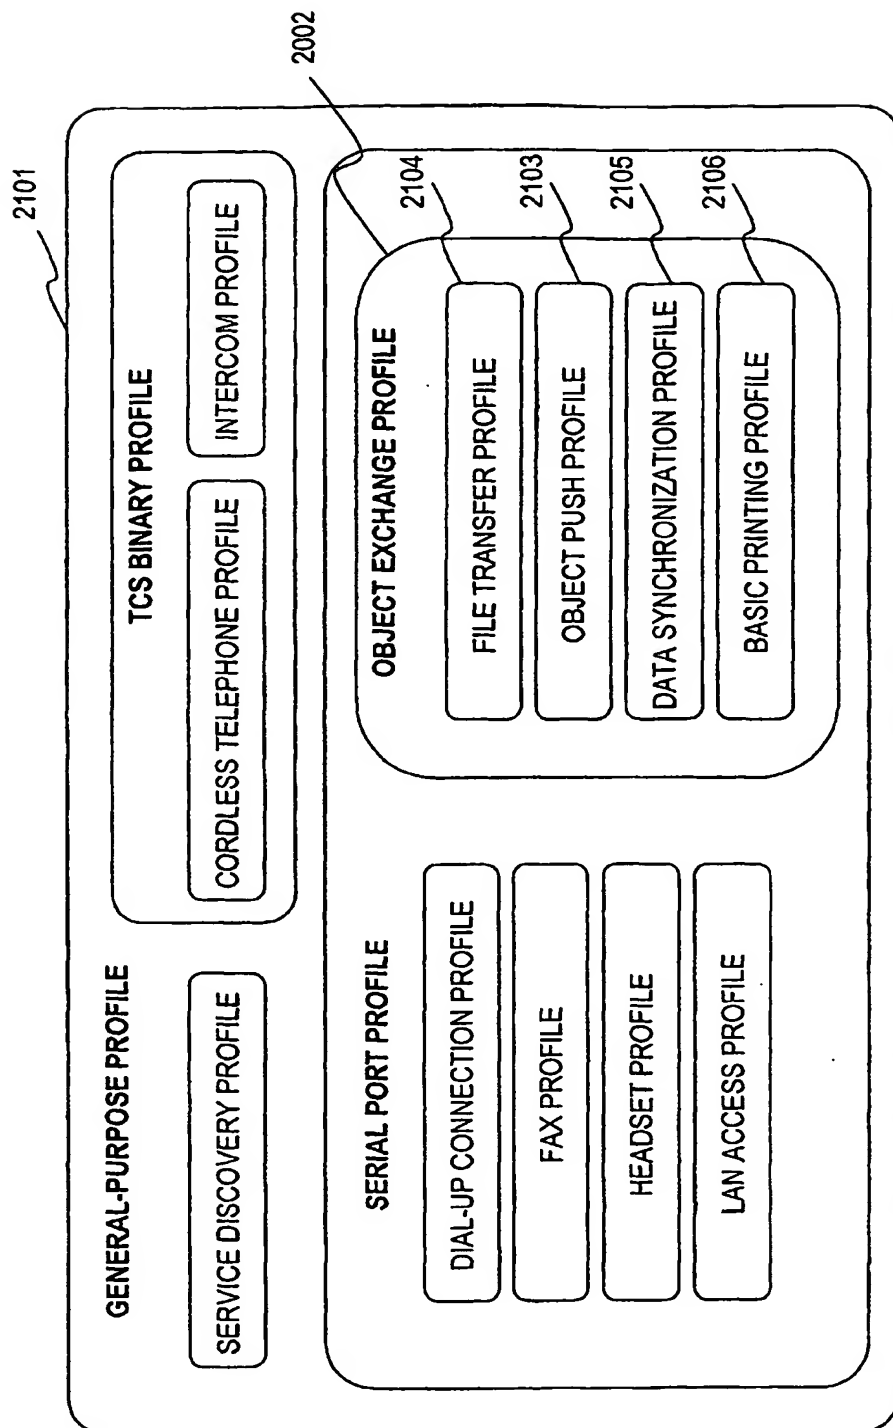 2101
2002
GENERAL-PURPOSE PROFILE
SERVICE DISCOVERY PROFILE
TCS BINARY PROFILE
CORDLESS TELEPHONE PROFILE
INTERCOM PROFILE
SERIAL PORT PROFILE
DIAL-UP CONNECTION PROFILE
FAX PROFILE
HEADSET PROFILE
LAN ACCESS PROFILE
OBJECT EXCHANGE PROFILE
FILE TRANSFER PROFILE
2104
OBJECT PUSH PROFILE
2103
DATA SYNCHRONIZATION PROFILE
2105
BASIC PRINTING PROFILE
2106